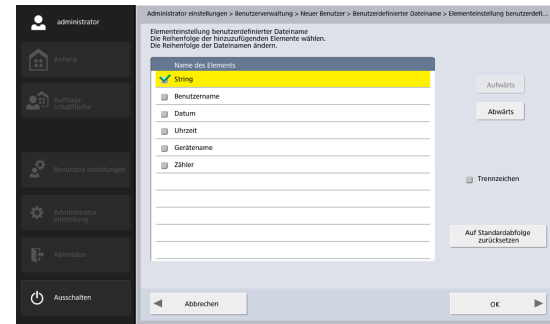 administrator
Administrator einstellungen > Benutzerverwaltung > Neuer Benutzer > Benutzerdefinierter Dateiname > Elementeinstellung benutzerdefi...
Elementeinstellung benutzerdefinierter Dateiname
Die Reihenfolge der hinzuzufügenden Elemente wählen.
Die Reihenfolge der Dateinamen ändern.
Anfang
Auftrags-
schaltfläche
Benutzere instellungen
Administrator-
einstellung
Abmelden
Ausschalten
Name des Elements
String
Benutzername
Datum
Uhrzeit
Gerätename
Zähler
Aufwärts
Abwärts
Trennzeichen
Auf Standardabfolge
zurücksetzen
Abbrechen
OK